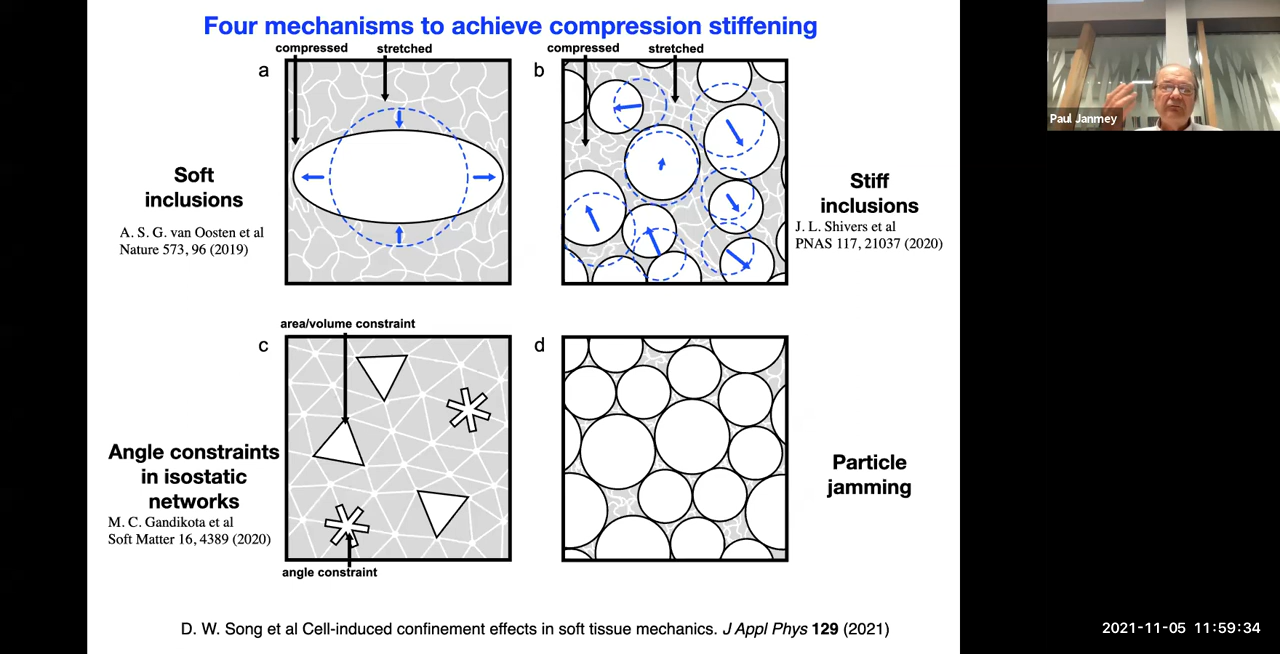 Four mechanisms to achieve compression stiffening
compressed
stretched
a
Soft
inclusions
A. S. G. van Oosten et al
Nature 573, 96 (2019)
compressed
stretched
b
Stiff
inclusions
J. L. Shivers et al
PNAS 117, 21037 (2020)
area/volume constraint
c
Angle constraints
in isostatic
networks
M. C. Gandikota et al
Soft Matter 16, 4389 (2020)
angle constraint
d
Particle
jamming
D. W. Song et al Cell-induced confinement effects in soft tissue mechanics. J Appl Phys 129 (2021)
Paul Janmey
2021-11-05 11:59:34